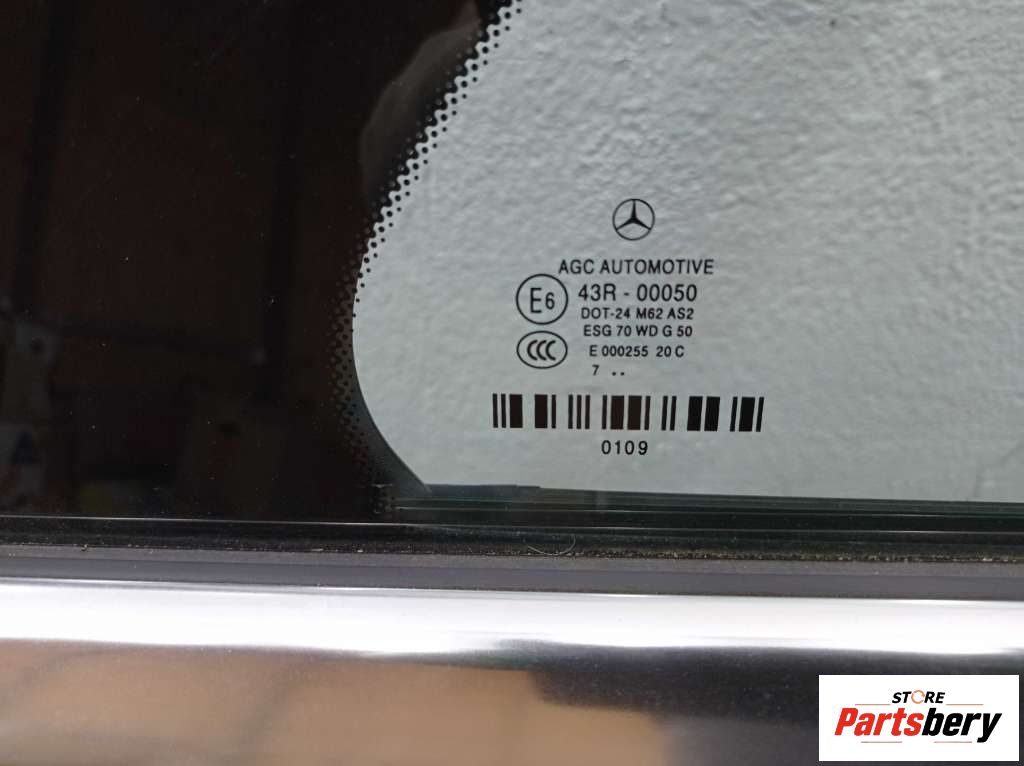 AGC AUTOMOTIVE
E6 43R - 00050
DOT-24 M62 AS2
ESG 70 WD G 50
CCC E 000255 20 C
7 ..
0109
STORE
Partsbery